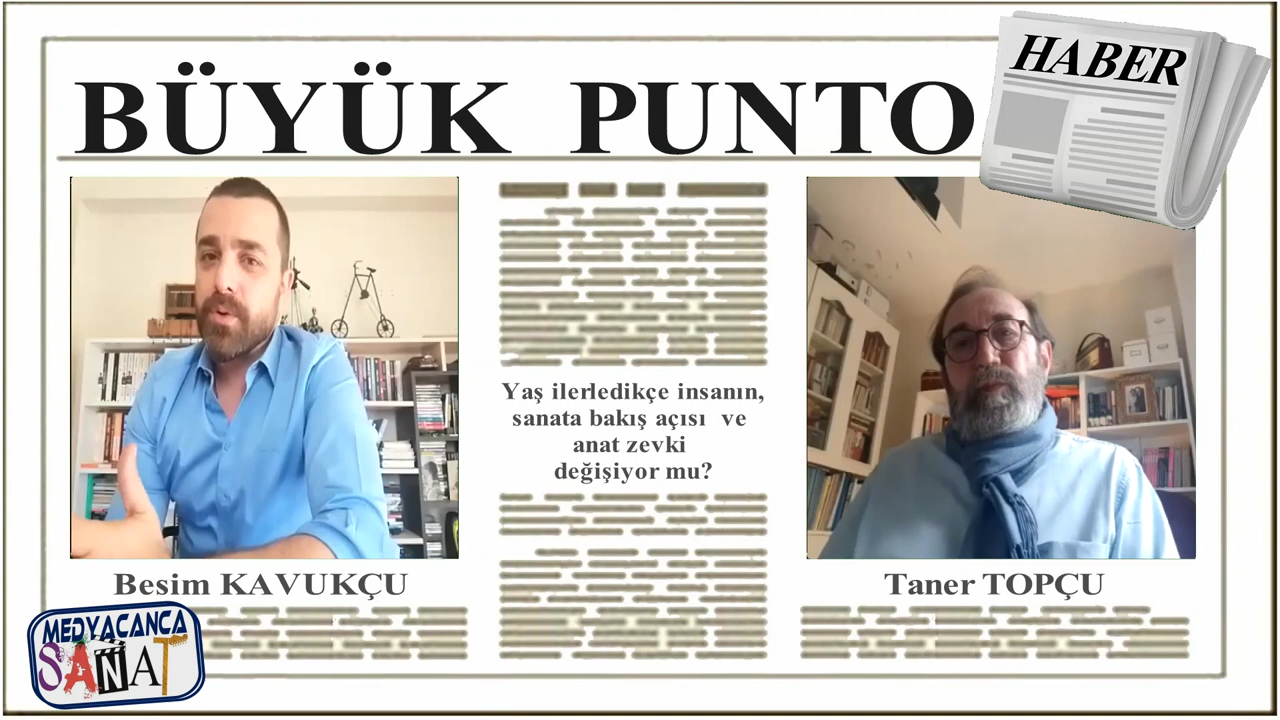 BÜYÜK PUNTO
HABER
Yaş ilerledikçe insanın,
sanata bakış açısı ve
anat zevki
değişiyor mu?
Besim KAVUKÇU
Taner TOPÇU
MEDYACANCA
SANAT